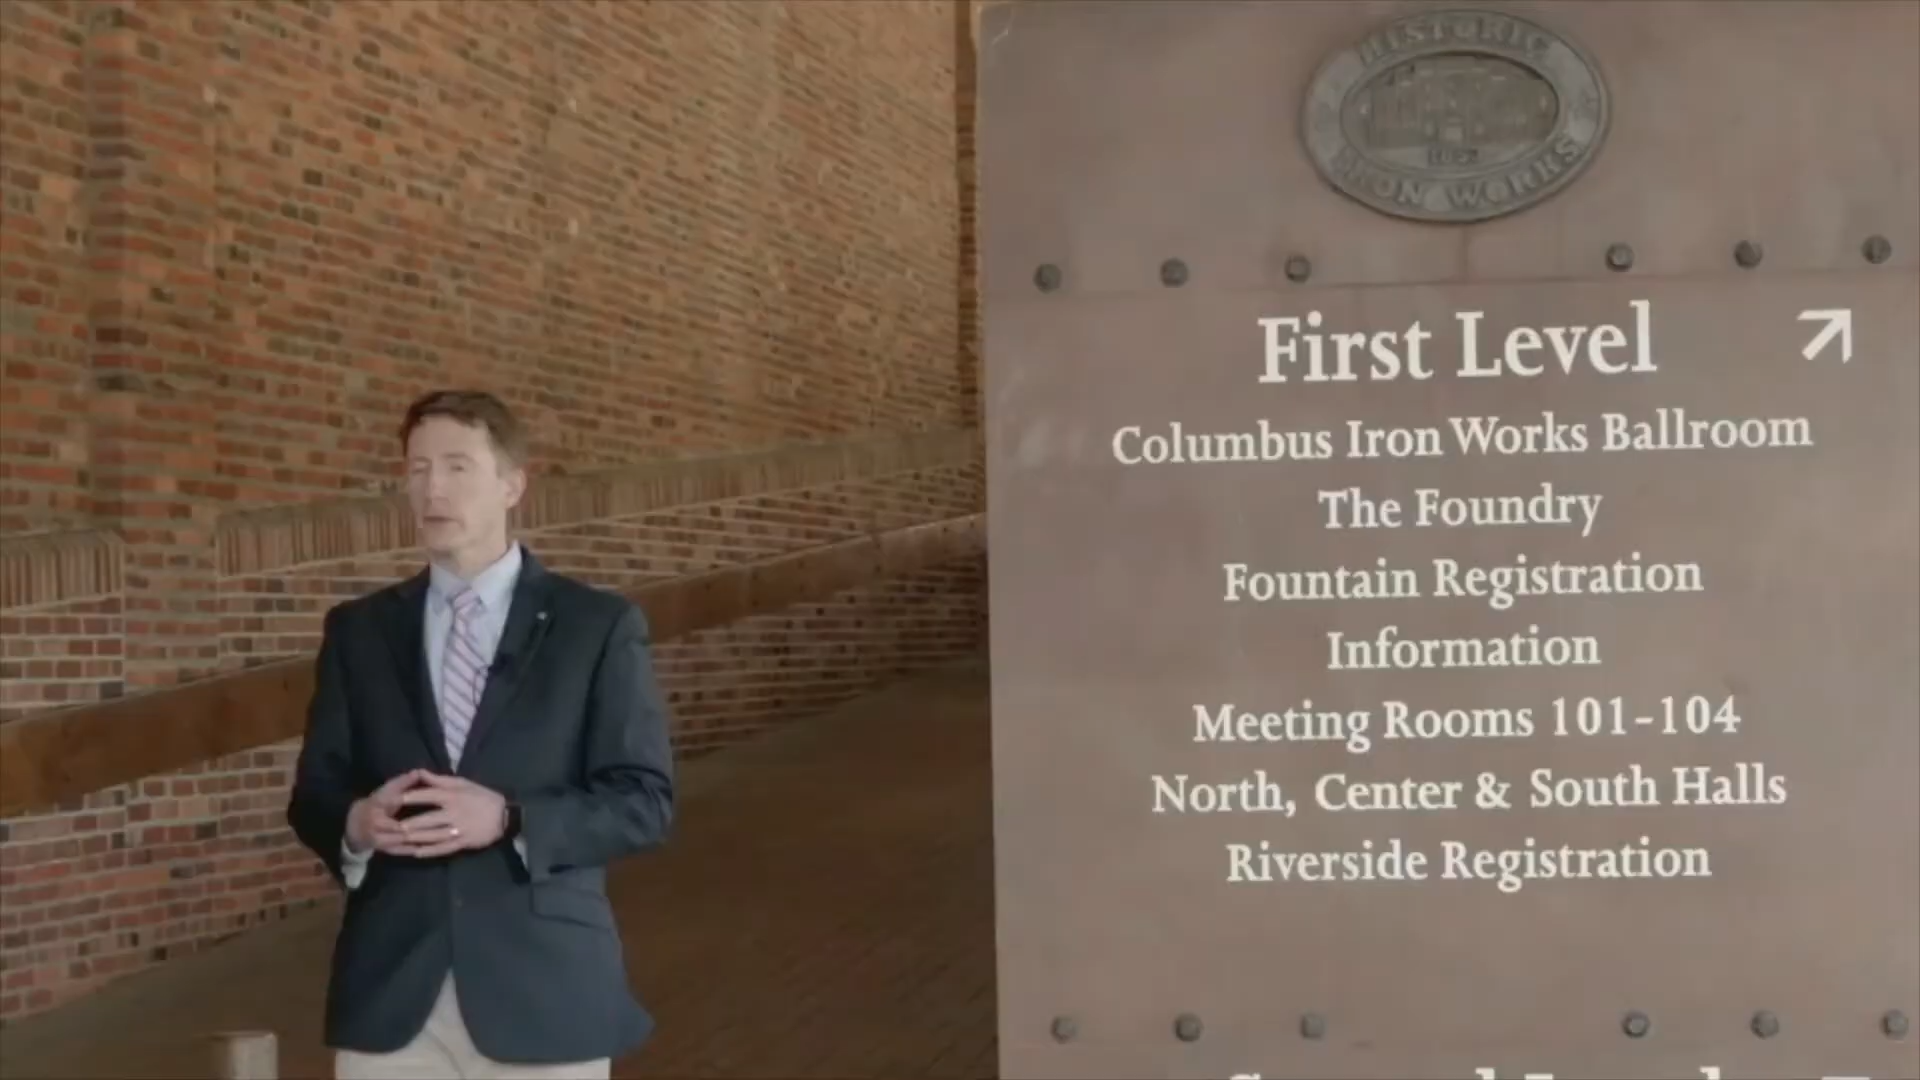 HISTORIC
IRON WORKS
First Level
Columbus Iron Works Ballroom
The Foundry
Fountain Registration
Information
Meeting Rooms 101-104
North, Center & South Halls
Riverside Registration